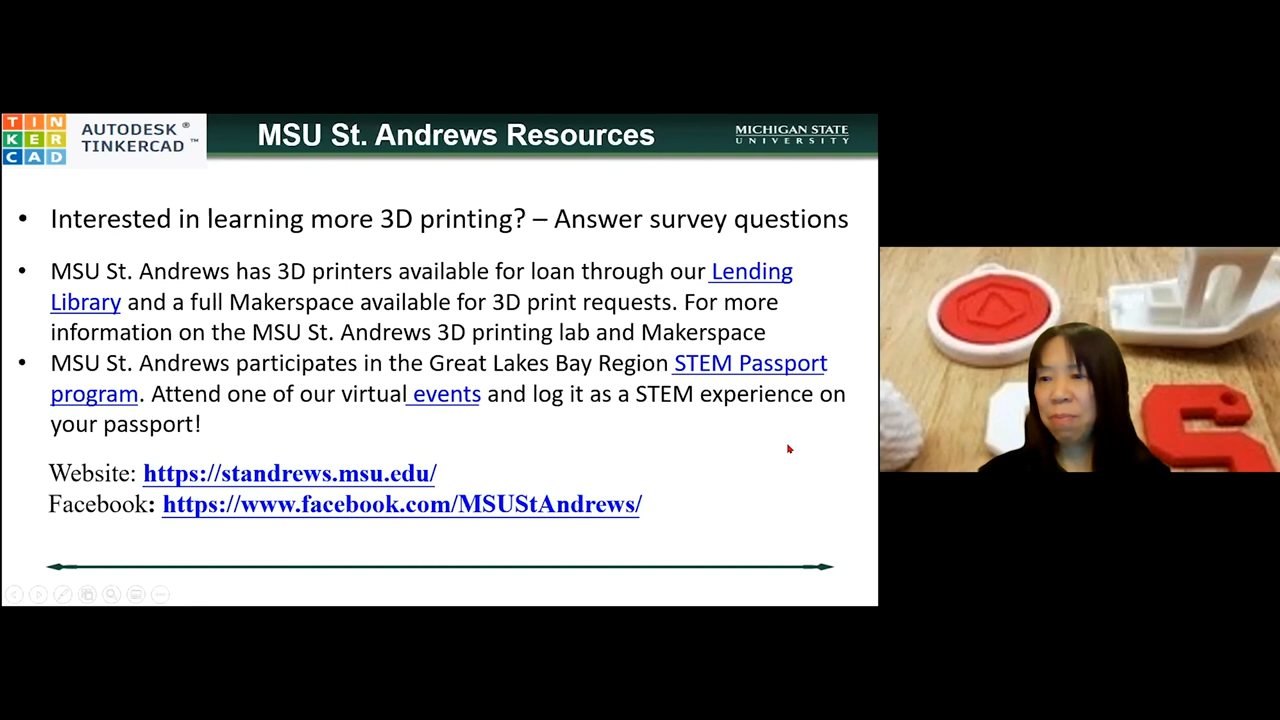 TIN
KER
CAD
AUTODESK ®
TINKERCAD ™
MSU St. Andrews Resources
MICHIGAN STATE
UNIVERSITY
• Interested in learning more 3D printing? – Answer survey questions
• MSU St. Andrews has 3D printers available for loan through our Lending
Library and a full Makerspace available for 3D print requests. For more
information on the MSU St. Andrews 3D printing lab and Makerspace
• MSU St. Andrews participates in the Great Lakes Bay Region STEM Passport
program. Attend one of our virtual events and log it as a STEM experience on
your passport!
Website: https://standrews.msu.edu/
Facebook: https://www.facebook.com/MSUStAndrews/